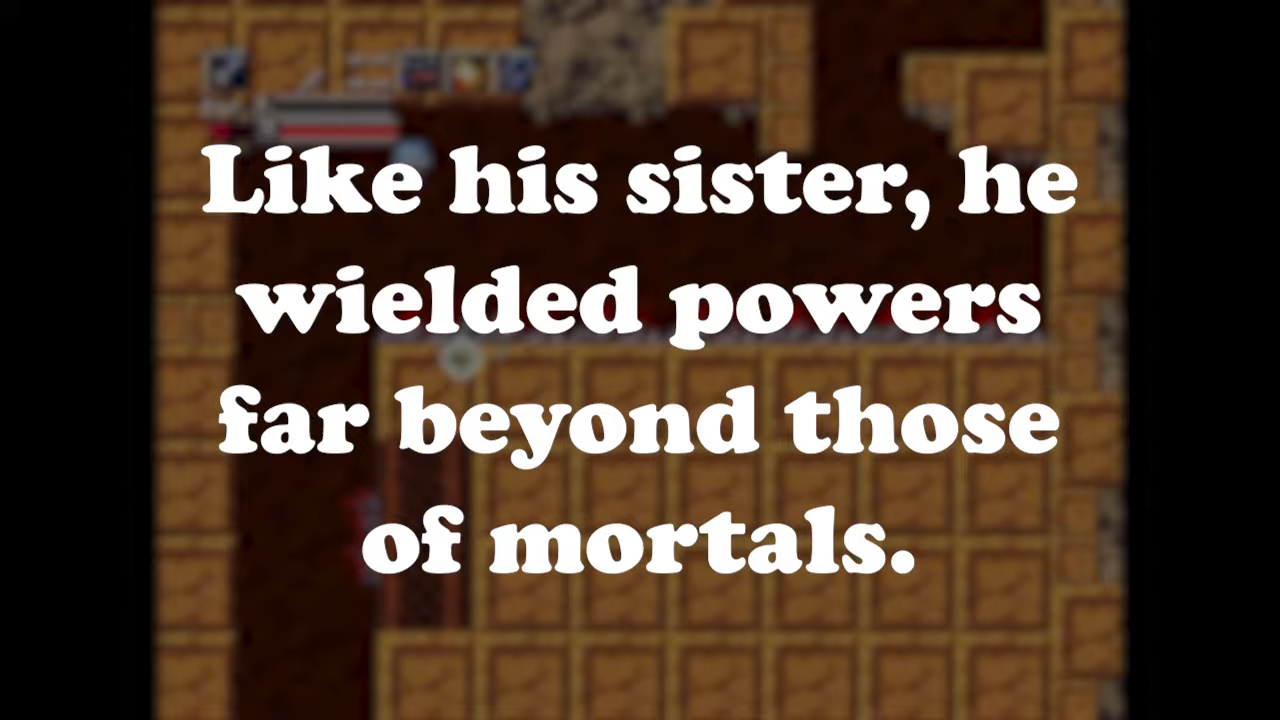 Like his sister, he
wielded powers
far beyond those
of mortals.